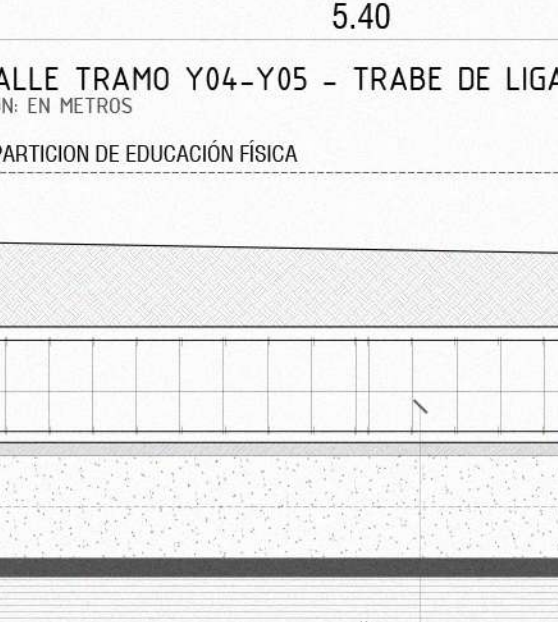 5.40
ALLE TRAMO Y04-Y05 - TRABE DE LIGA
N: EN METROS
PARTICION DE EDUCACIÓN FÍSICA